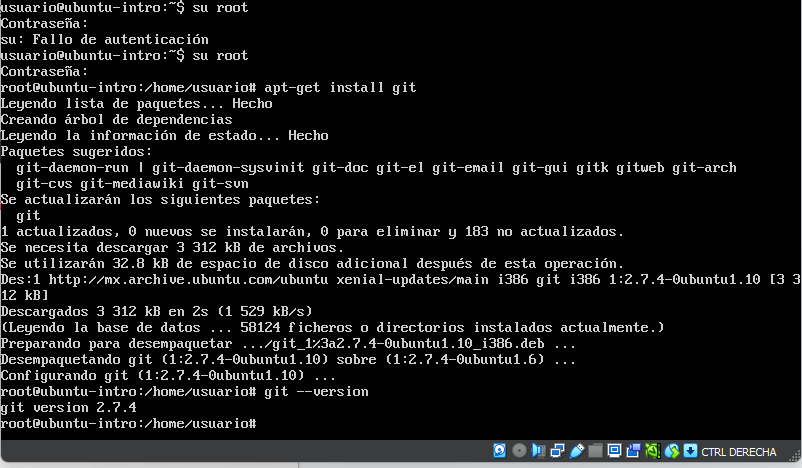 usuario@ubuntu-intro:~$ su root
Contraseña:
su: Fallo de autenticación
usuario@ubuntu-intro:~$ su root
Contraseña:
root@ubuntu-intro:/home/usuario# apt-get install git
Leyendo lista de paquetes... Hecho
Creando árbol de dependencias
Leyendo la información de estado... Hecho
Paquetes sugeridos:
  git-daemon-run | git-daemon-sysvinit git-doc git-el git-email git-gui gitk gitweb git-arch
  git-cvs git-mediawiki git-svn
Se actualizarán los siguientes paquetes:
  git
1 actualizados, 0 nuevos se instalarán, 0 para eliminar y 183 no actualizados.
Se necesita descargar 3 312 kB de archivos.
Se utilizarán 32.8 kB de espacio de disco adicional después de esta operación.
Des:1 http://mx.archive.ubuntu.com/ubuntu xenial-updates/main i386 git i386 1:2.7.4-0ubuntu1.10 [3 3
12 kB]
Descargados 3 312 kB en 2s (1 529 kB/s)
(Leyendo la base de datos ... 58124 ficheros o directorios instalados actualmente.)
Preparando para desempaquetar .../git_1%3a2.7.4-0ubuntu1.10_i386.deb ...
Desempaquetando git (1:2.7.4-0ubuntu1.10) sobre (1:2.7.4-0ubuntu1.6) ...
Configurando git (1:2.7.4-0ubuntu1.10) ...
root@ubuntu-intro:/home/usuario# git --version
git version 2.7.4
root@ubuntu-intro:/home/usuario#
CTRL DERECHA